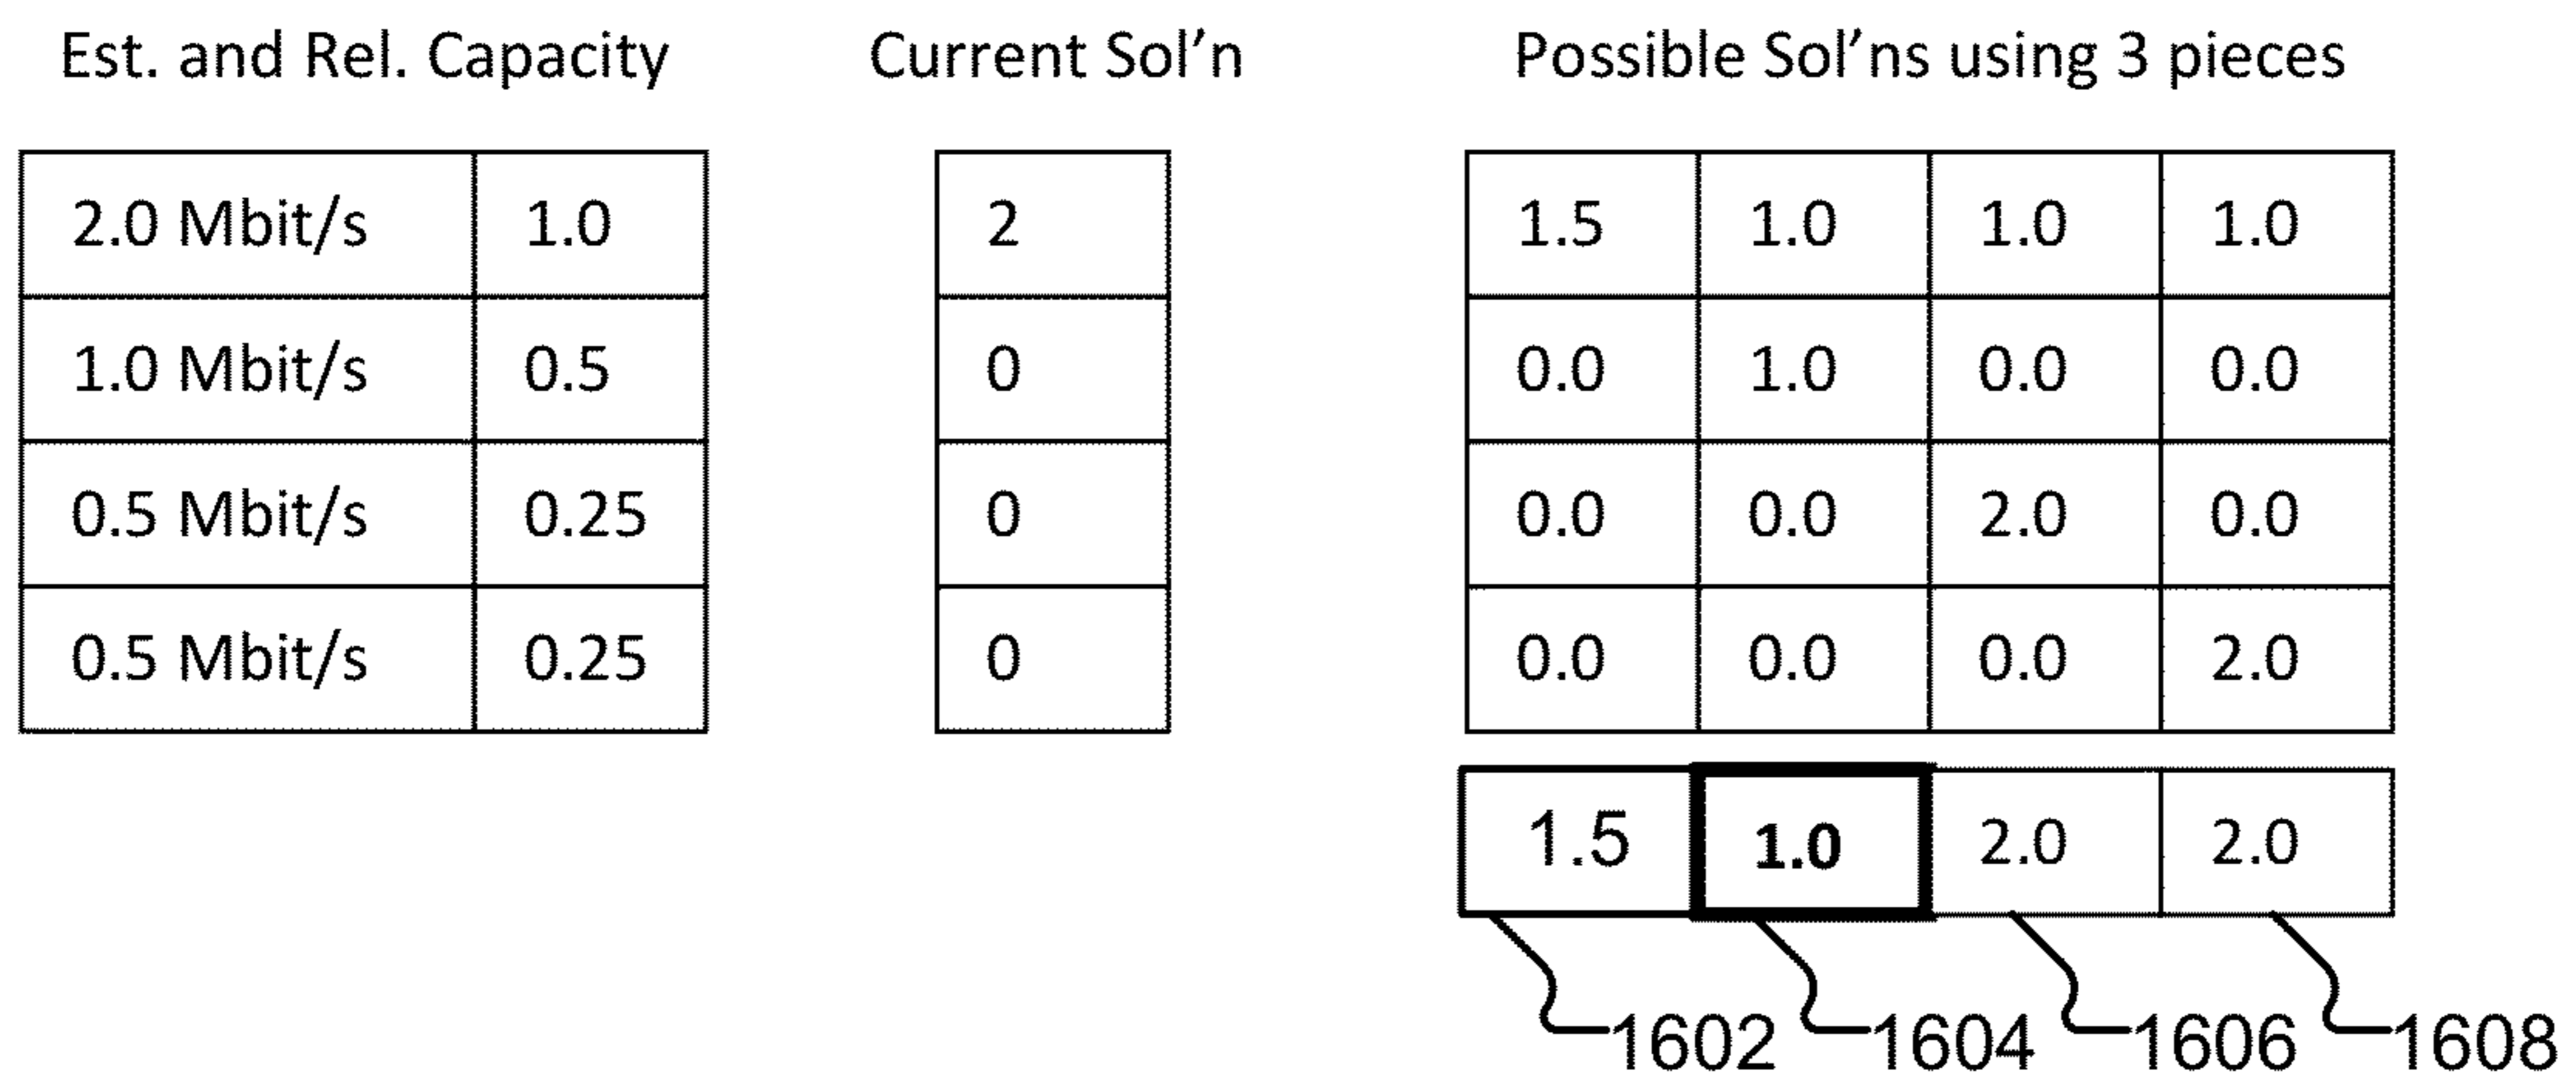 Est. and Rel. Capacity Current Sol’n Possible Sol’ns using 3 pieces
2.0 Mbit/s 1.0 2 1.5 1.0 1.0 1.0
1.0 Mbit/s 0.5 0 0.0 1.0 0.0 0.0
0.5 Mbit/s 0.25 0 0.0 0.0 2.0 0.0
0.5 Mbit/s 0.25 0 0.0 0.0 0.0 2.0
1.5 1.0 2.0 2.0
1602 1604 1606 1608